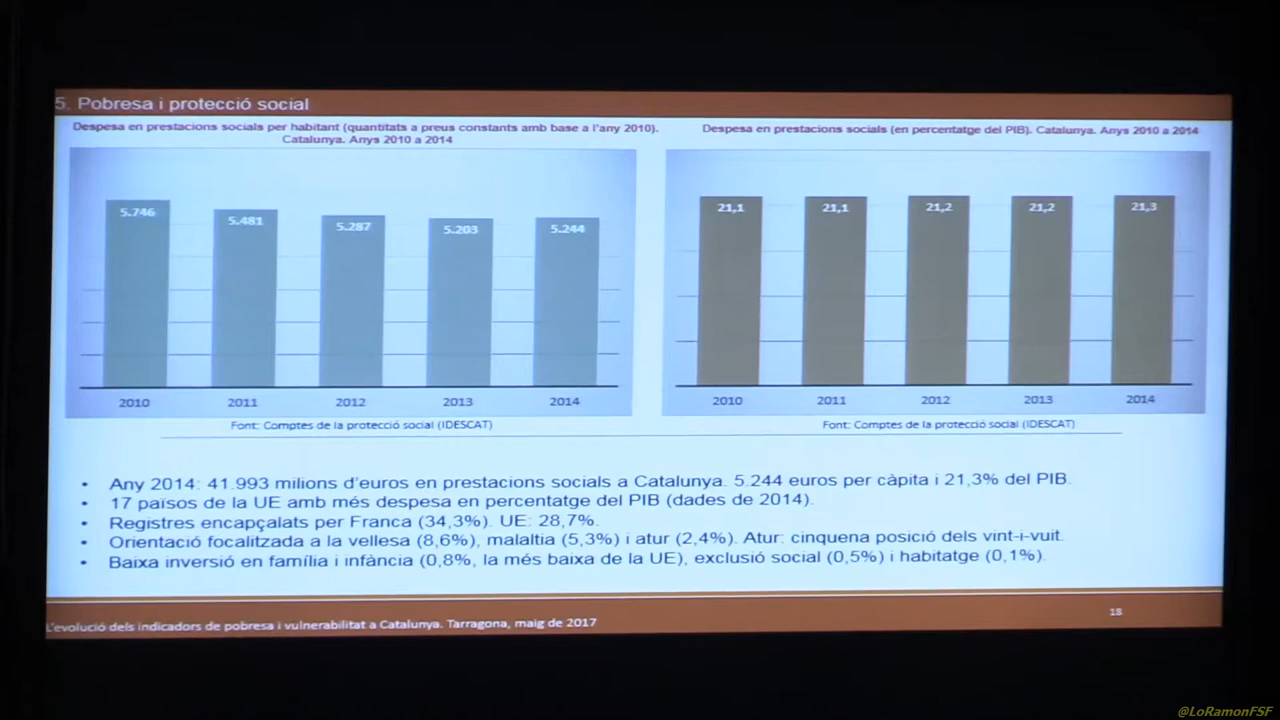 5. Pobresa i protecció social
Despesa en prestacions socials per habitant (quantitats a preus constants amb base a l'any 2010).
Catalunya. Anys 2010 a 2014
5.746
5.481
5.287
5.203
5.244
2010
2011
2012
2013
2014
Font: Comptes de la protecció social (IDESCAT)
Despesa en prestacions socials (en percentatge del PIB). Catalunya. Anys 2010 a 2014
21,1
21,1
21,2
21,2
21,3
2010
2011
2012
2013
2014
Font: Comptes de la protecció social (IDESCAT)
• Any 2014: 41.993 milions d'euros en prestacions socials a Catalunya. 5.244 euros per càpita i 21,3% del PIB.
• 17 països de la UE amb més despesa en percentatge del PIB (dades de 2014).
• Registres encapçalats per Franca (34,3%). UE: 28,7%.
• Orientació focalitzada a la vellesa (8,6%), malaltia (5,3%) i atur (2,4%). Atur: cinquena posició dels vint-i-vuit.
• Baixa inversió en família i infància (0,8%, la més baixa de la UE), exclusió social (0,5%) i habitatge (0,1%).
L'evolució dels indicadors de pobresa i vulnerabilitat a Catalunya. Tarragona, maig de 2017
18
@LoRamonFSF